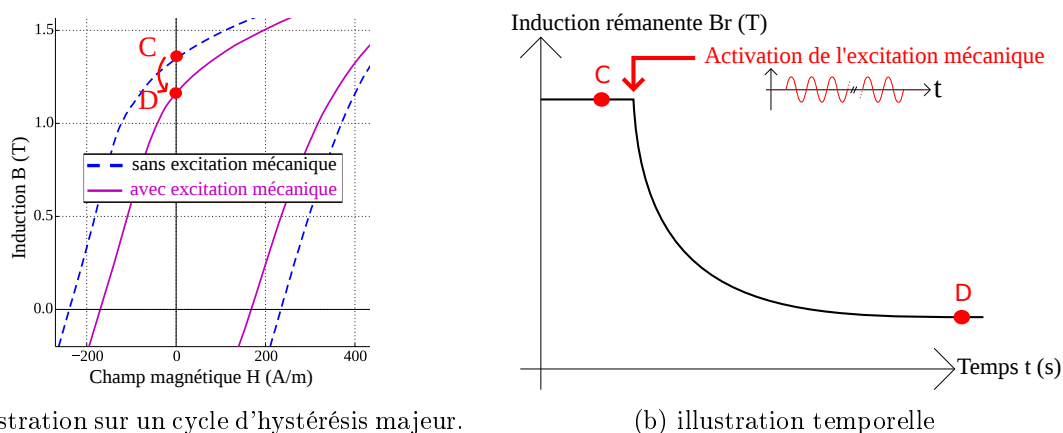 1.5
1.0
0.5
0.0
Induction B (T)
C
D
sans excitation mécanique
avec excitation mécanique
−200
0
200
400
Champ magnétique H (A/m)
stration sur un cycle d'hystérésis majeur.
Induction rémanente Br (T)
Activation de l'excitation mécanique
t
C
D
Temps t (s)
(b) illustration temporelle